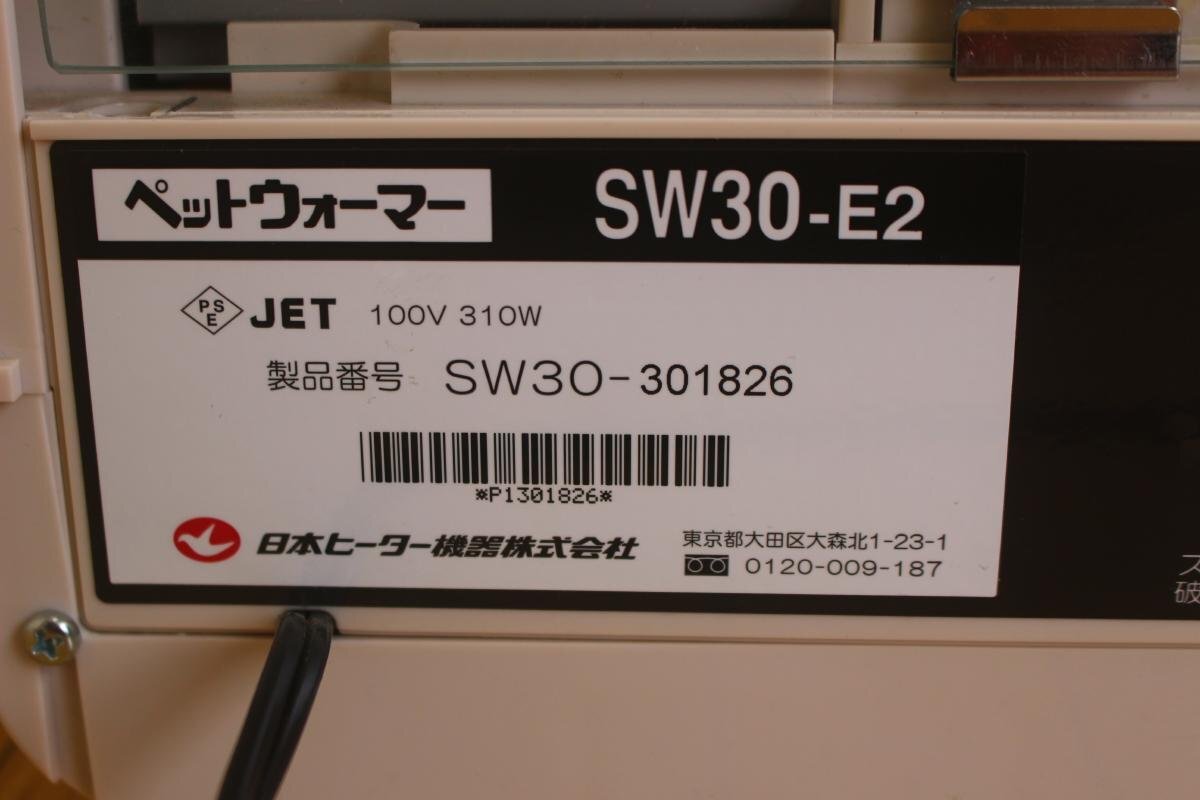 ペットウォーマー SW30-E2
PSE JET 100V 310W
製品番号 SW30-301826
*P1301826*
日本ヒーター機器株式会社 東京都大田区大森北1-23-1
0120-009-187
破